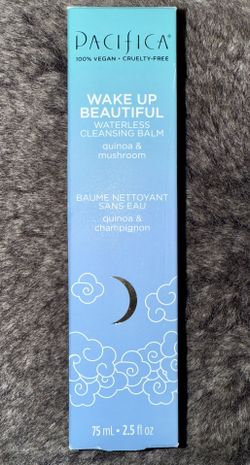 PACIFICA®
100% VEGAN • CRUELTY-FREE
WAKE UP
BEAUTIFUL
WATERLESS
CLEANSING BALM
quinoa &
mushroom
BAUME NETTOYANT
SANS EAU
quinoa &
champignon
75 mL • 2.5 fl oz